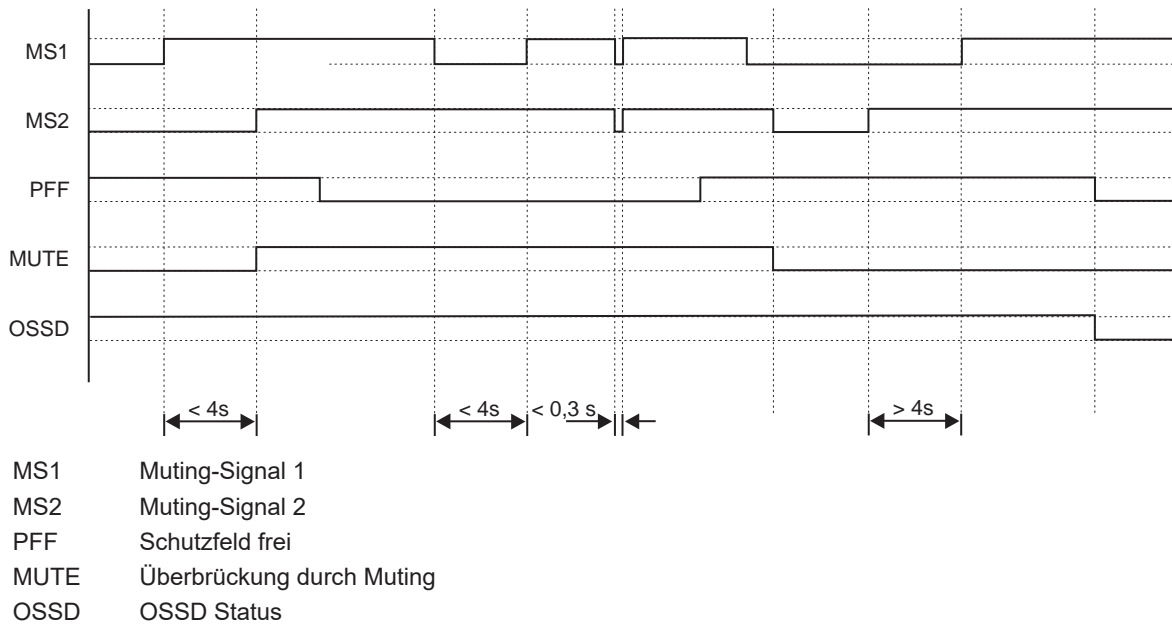 MS1
MS2
PFF
MUTE
OSSD
< 4s < 4s < 0,3 s > 4s
MS1 Muting-Signal 1
MS2 Muting-Signal 2
PFF Schutzfeld frei
MUTE Überbrückung durch Muting
OSSD OSSD Status